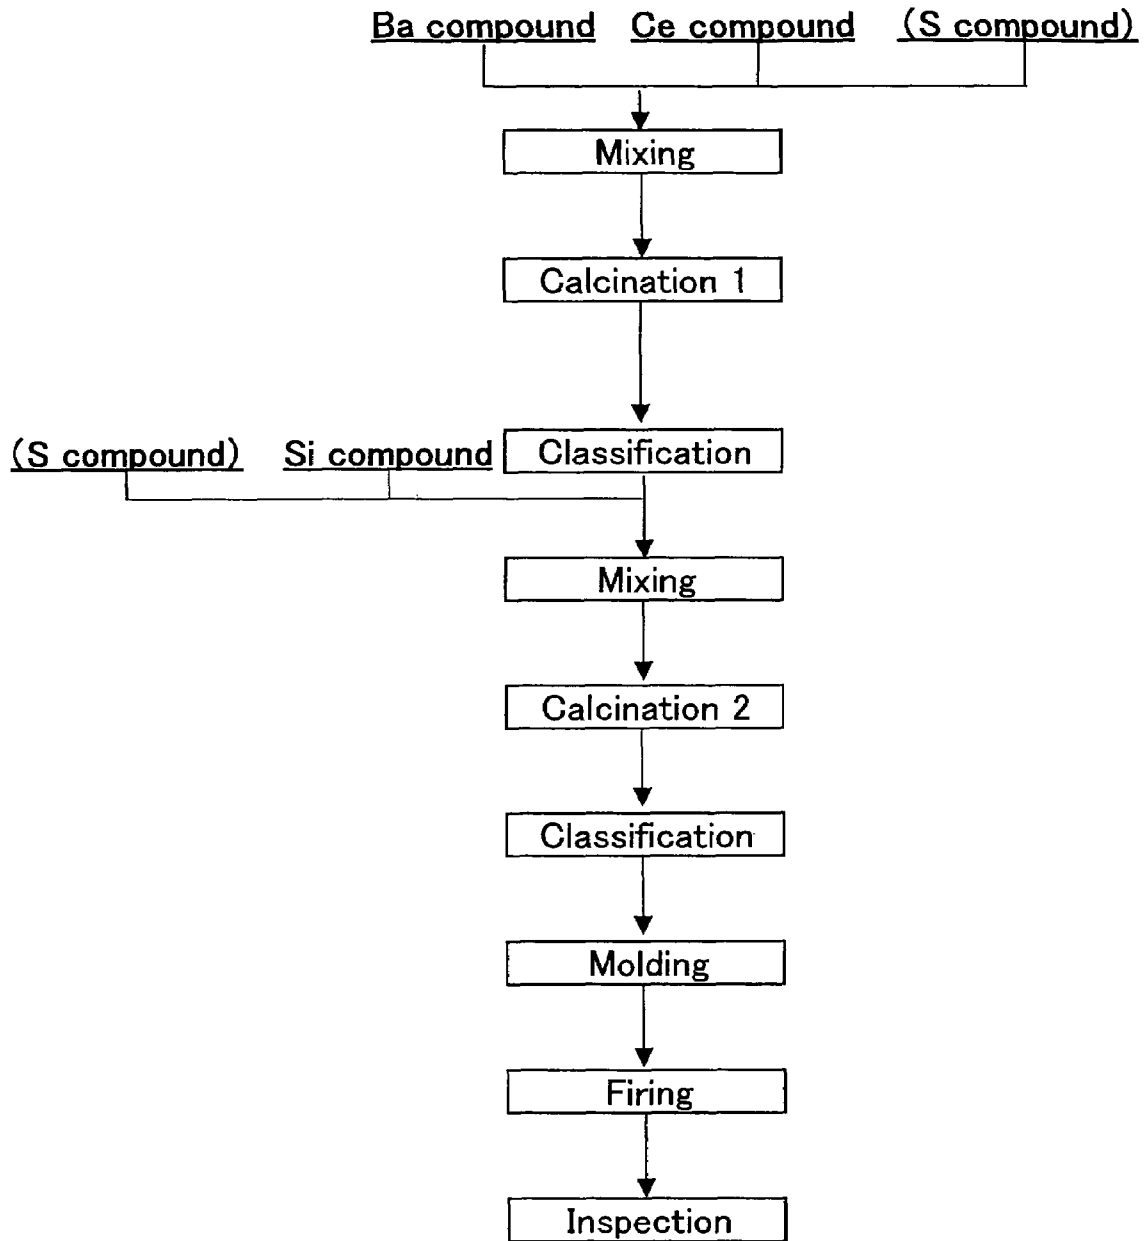 Ba compound Ce compound (S compound)
Mixing
Calcination 1
(S compound) Si compound Classification
Mixing
Calcination 2
Classification
Molding
Firing
Inspection